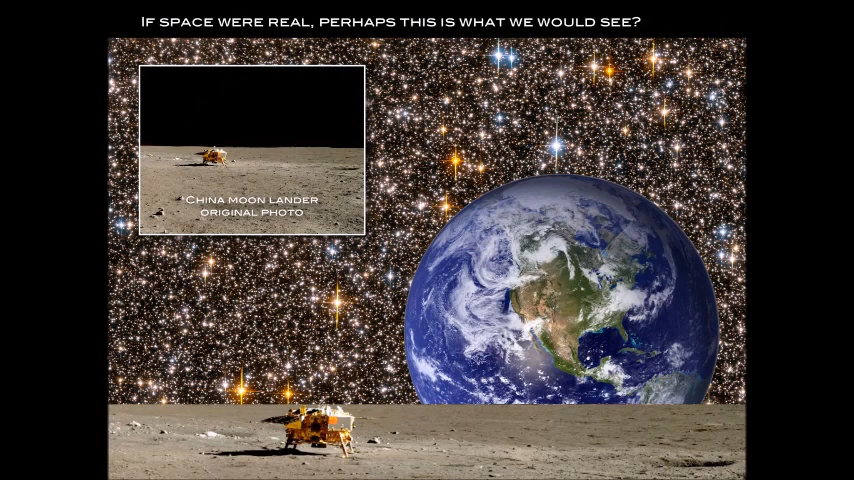 If space were real, perhaps this is what we would see?
*China moon lander
original photo